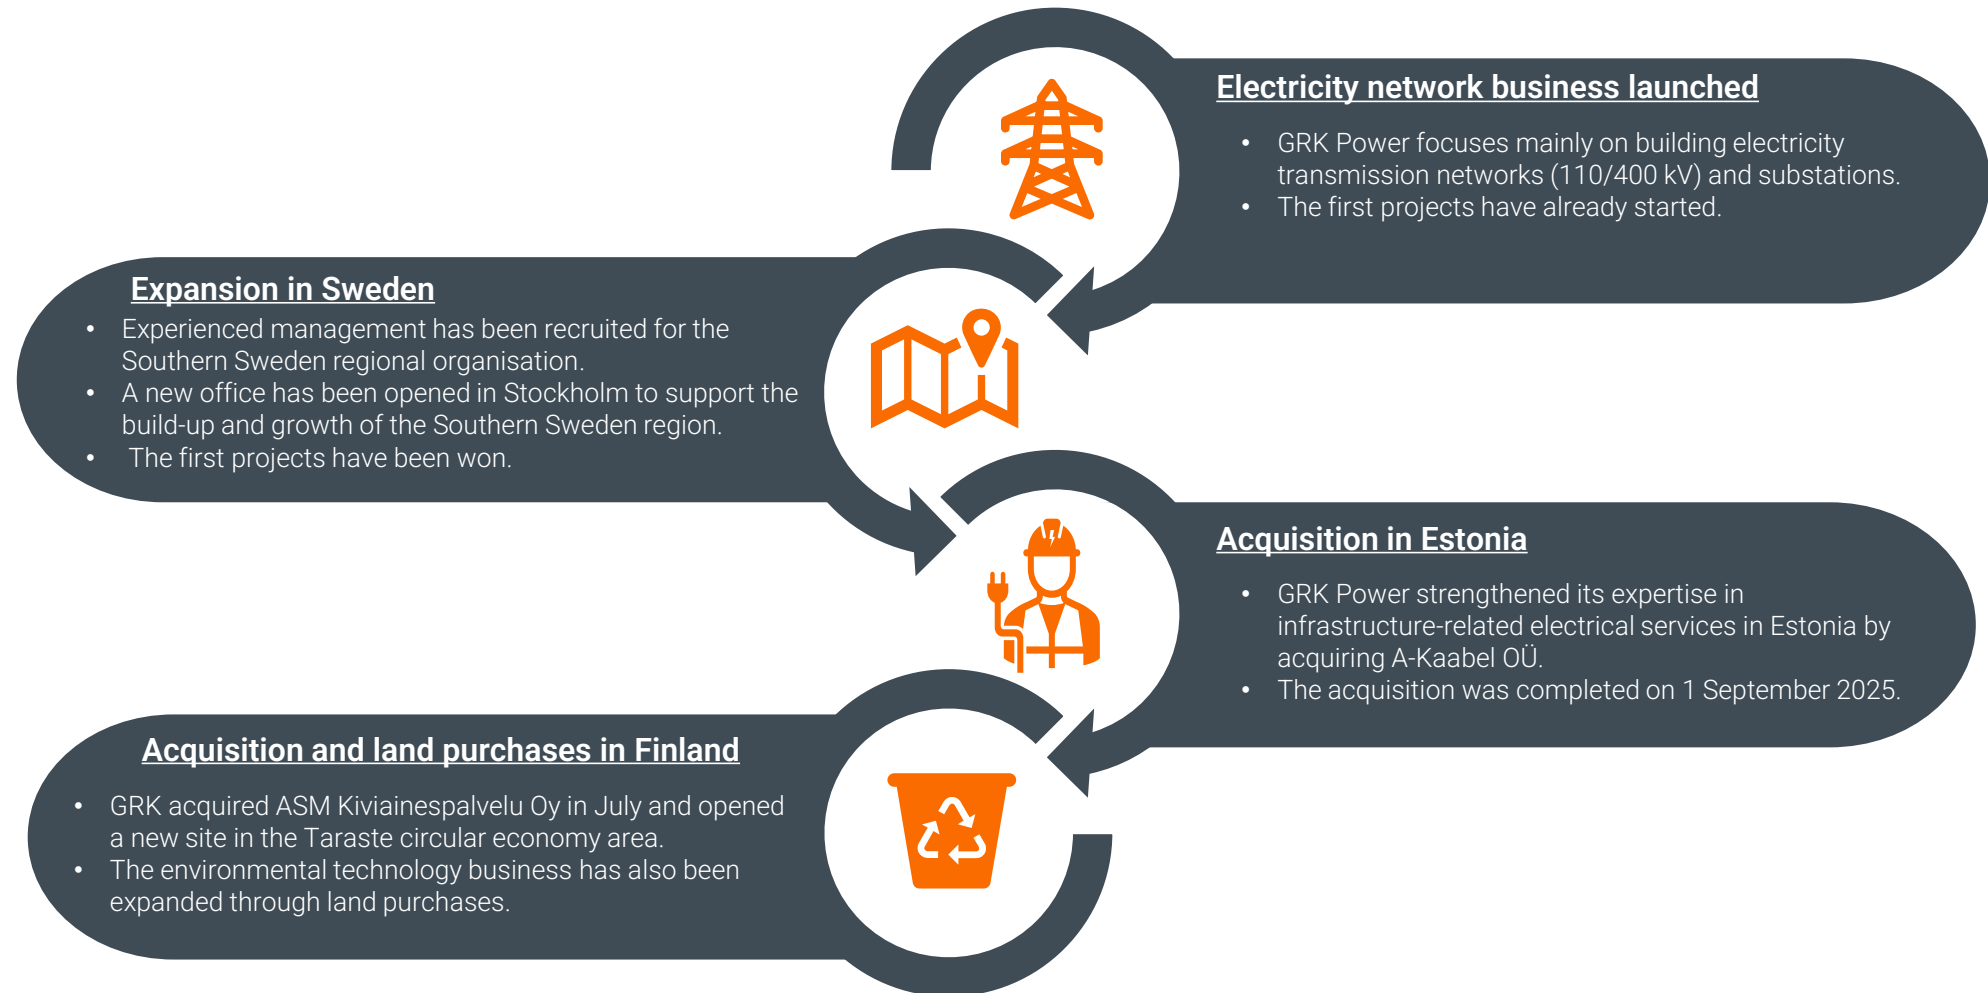 Electricity network business launched
• GRK Power focuses mainly on building electricity
transmission networks (110/400 kV) and substations.
• The first projects have already started.
Expansion in Sweden
• Experienced management has been recruited for the
Southern Sweden regional organisation.
• A new office has been opened in Stockholm to support the
build-up and growth of the Southern Sweden region.
• The first projects have been won.
Acquisition in Estonia
• GRK Power strengthened its expertise in
infrastructure-related electrical services in Estonia by
acquiring A-Kaabel OÜ.
• The acquisition was completed on 1 September 2025.
Acquisition and land purchases in Finland
• GRK acquired ASM Kiviainespalvelu Oy in July and opened
a new site in the Taraste circular economy area.
• The environmental technology business has also been
expanded through land purchases.